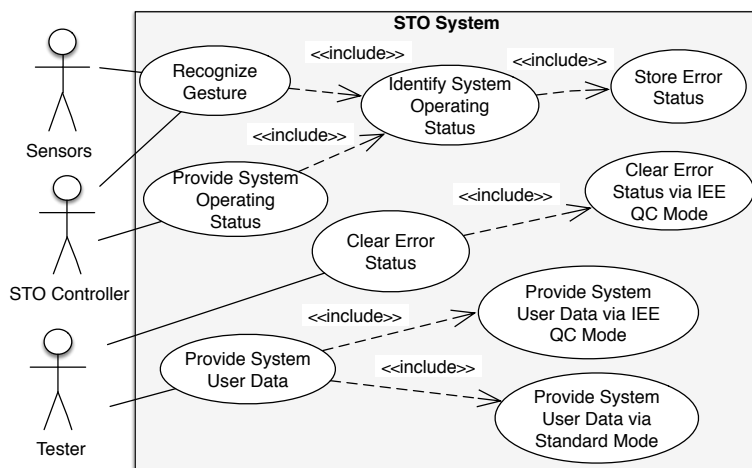 STO System
Sensors
STO Controller
Tester
Recognize
Gesture
<<include>>
Identify System
Operating
Status
<<include>>
Store Error
Status
Provide System
Operating
Status
<<include>>
Clear Error
Status
<<include>>
Clear Error
Status via IEE
QC Mode
Provide System
User Data
<<include>>
Provide System
User Data via IEE
QC Mode
<<include>>
Provide System
User Data via
Standard Mode